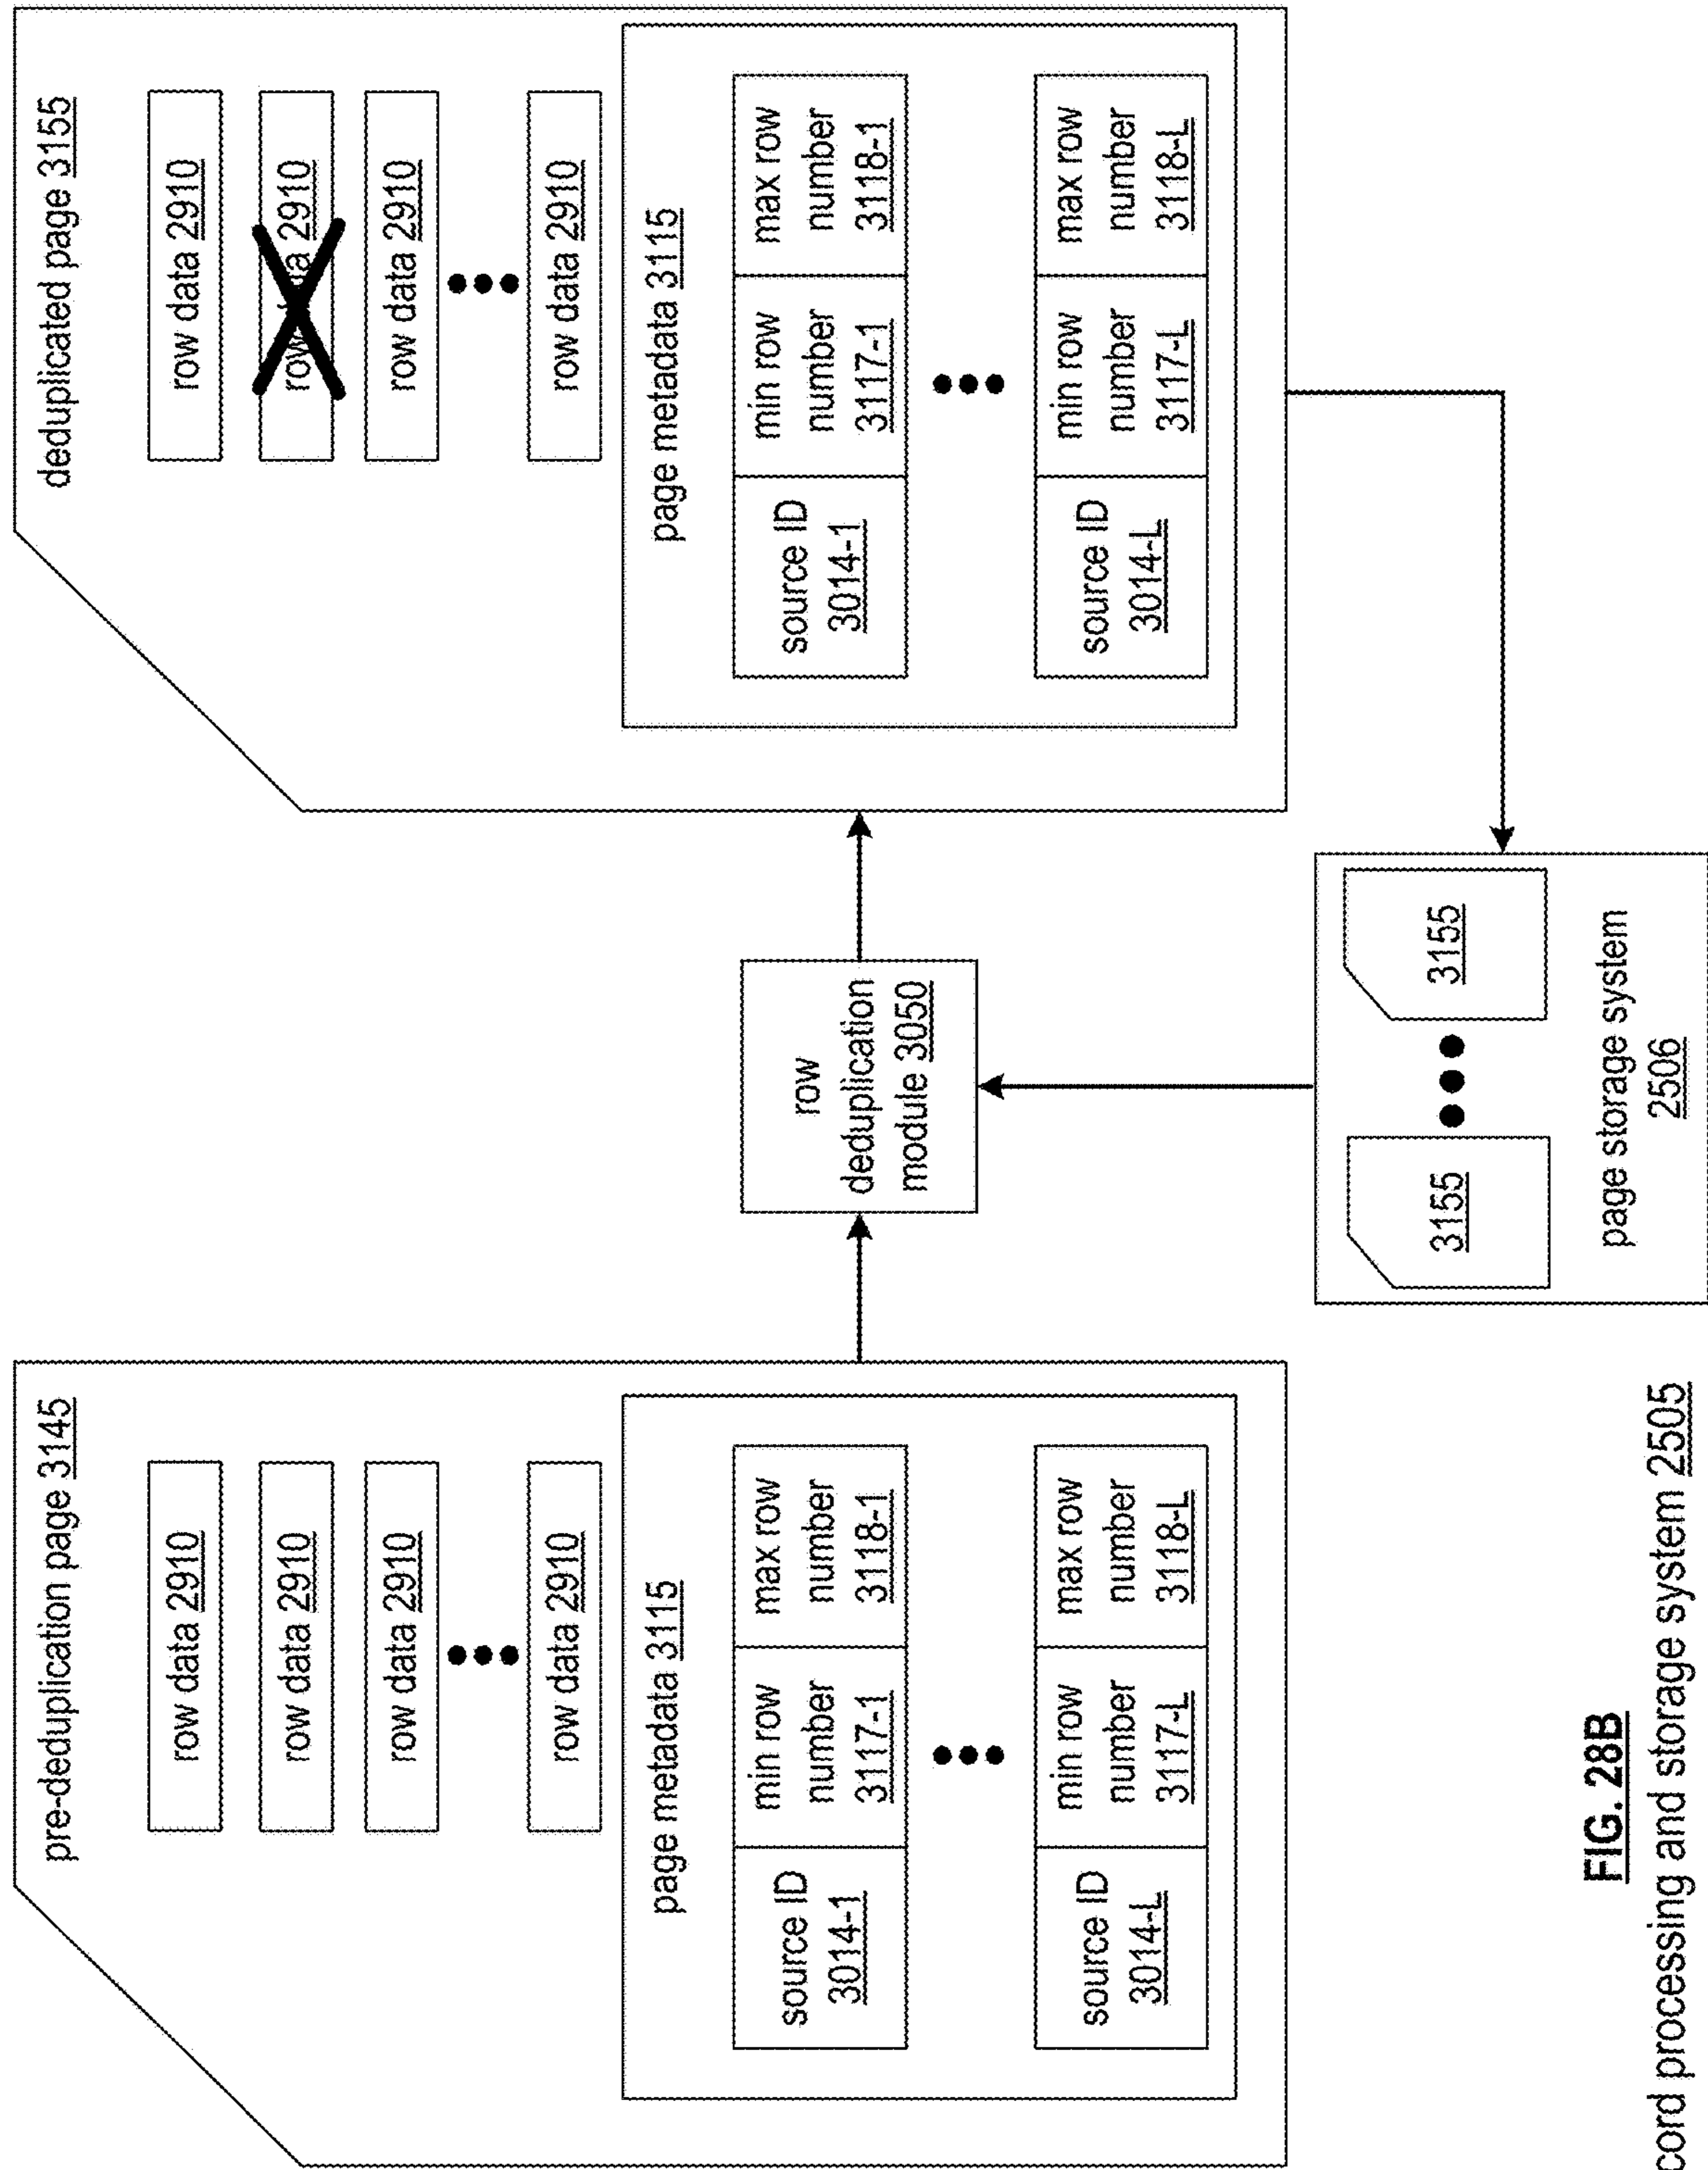 pre-deduplication page 3145
row data 2910
row data 2910
row data 2910
row data 2910
page metadata 3115
source ID
3014-1
min row
number
3117-1
max row
number
3118-1
source ID
3014-L
min row
number
3117-L
max row
number
3118-L
row
deduplication
module 3050
deduplicated page 3155
row data 2910
row data 2910
row data 2910
row data 2910
page metadata 3115
source ID
3014-1
min row
number
3117-1
max row
number
3118-1
source ID
3014-L
min row
number
3117-L
max row
number
3118-L
3155
3155
page storage system
2506
FIG. 28B
cord processing and storage system 2505